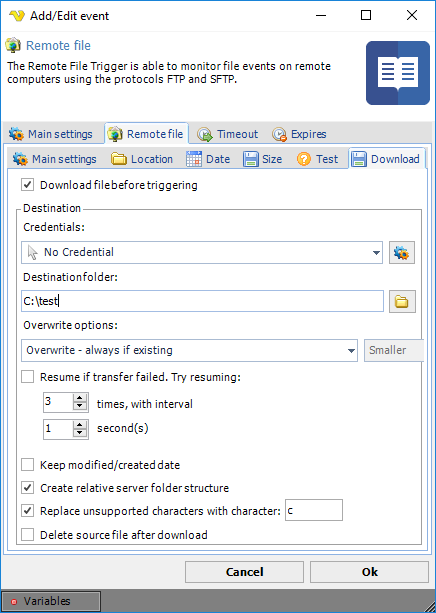 Add/Edit event
Remote file
The Remote File Trigger is able to monitor file events on remote
computers using the protocols FTP and SFTP.
Main settings Remote file Timeout Expires
Main settings Location Date Size Test Download
Download file before triggering
Destination
Credentials:
No Credential
Destination folder:
C:\test
Overwrite options:
Overwrite - always if existing Smaller
Resume if transfer failed. Try resuming:
3 times, with interval
1 second(s)
Keep modified/created date
Create relative server folder structure
Replace unsupported characters with character: c
Delete source file after download
Cancel Ok
Variables